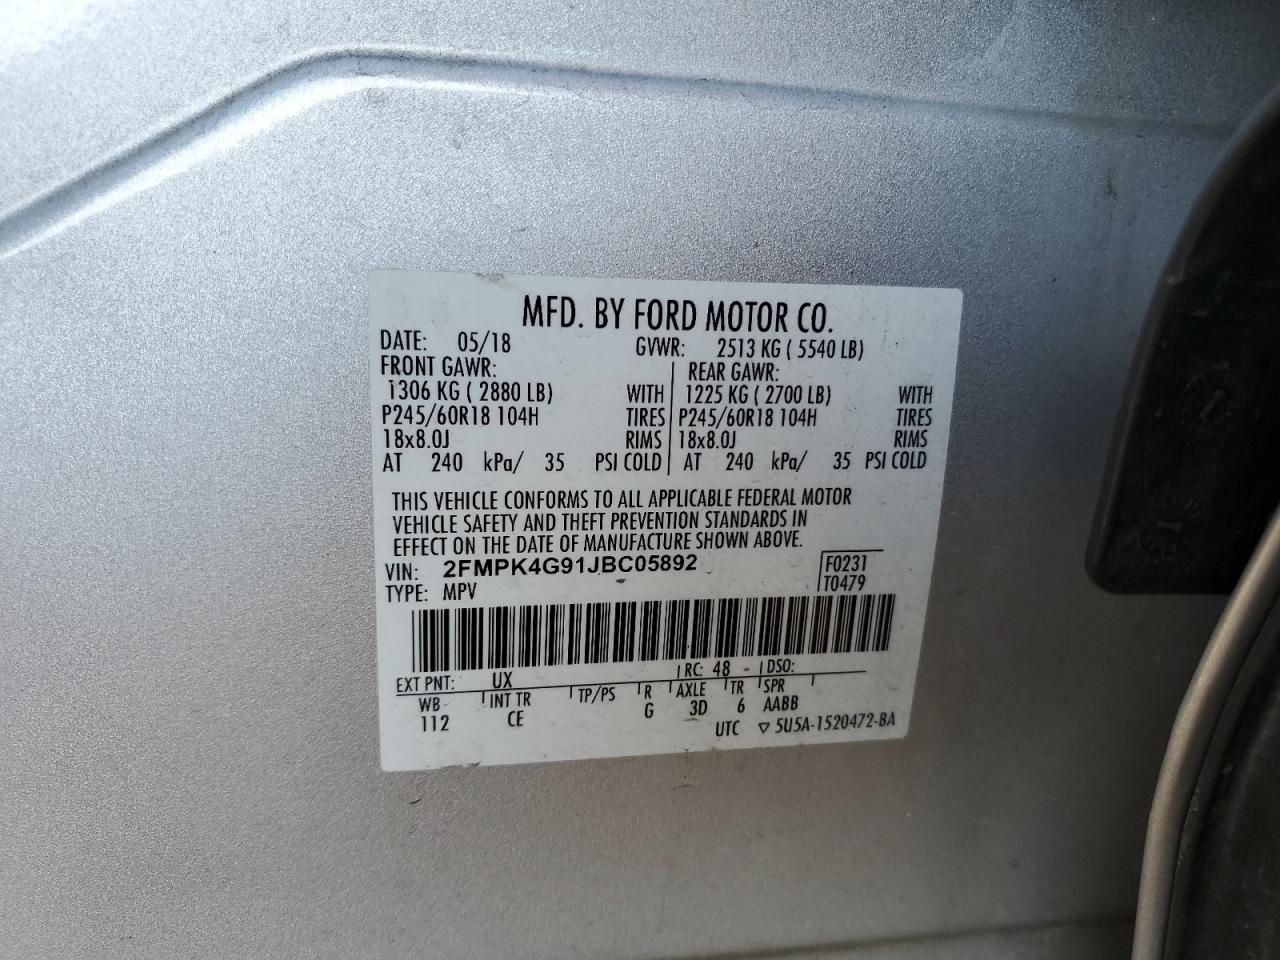 MFD. BY FORD MOTOR CO.
DATE: 05/18 GVWR: 2513 KG ( 5540 LB)
FRONT GAWR: REAR GAWR:
1306 KG ( 2880 LB) WITH 1225 KG ( 2700 LB) WITH
P245/60R18 104H TIRES P245/60R18 104H TIRES
18x8.0J RIMS 18x8.0J RIMS
AT 240 kPa/ 35 PSI COLD AT 240 kPa/ 35 PSI COLD
THIS VEHICLE CONFORMS TO ALL APPLICABLE FEDERAL MOTOR
VEHICLE SAFETY AND THEFT PREVENTION STANDARDS IN
EFFECT ON THE DATE OF MANUFACTURE SHOWN ABOVE.
VIN: 2FMPK4G91JBC05892 F0231
TYPE: MPV T0479
EXT PNT: UX RC: 48 DSO:
WB INT TR TP/PS R AXLE TR SPR
112 CE G 3D 6 AABB
UTC ▽ 5U5A-1520472-BA